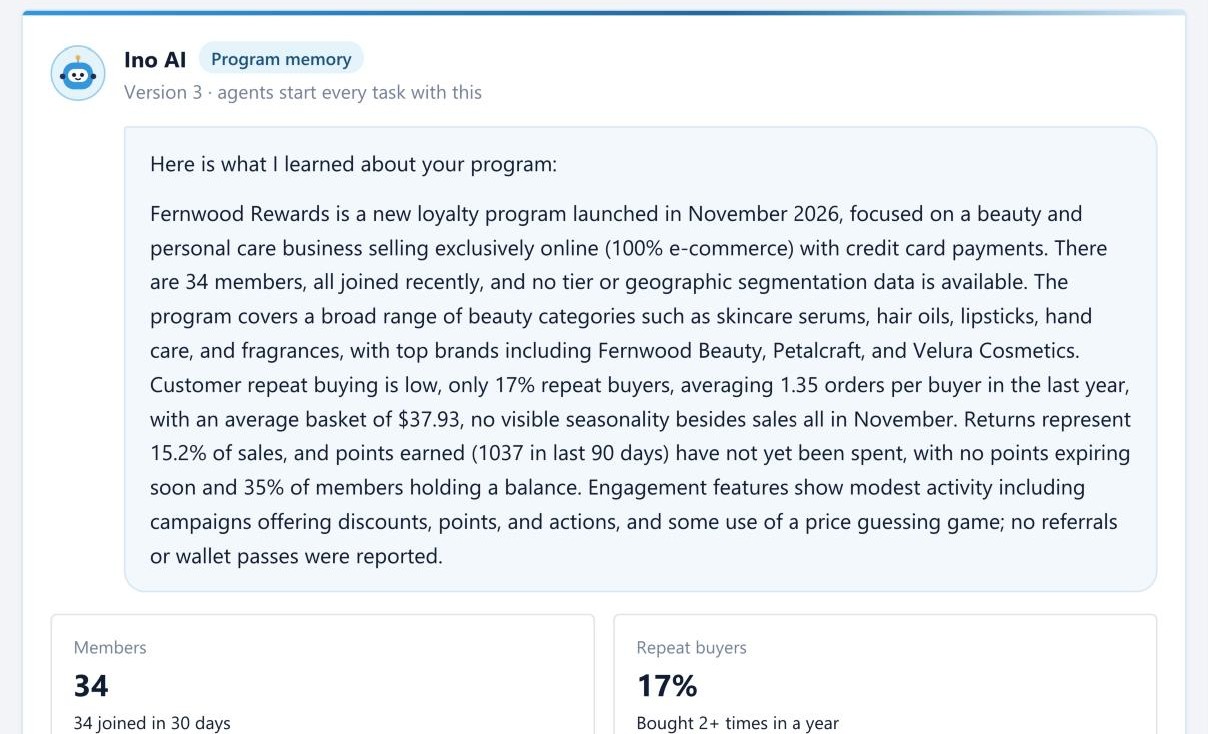 Ino AI Program memory
Version 3 · agents start every task with this
Here is what I learned about your program:
Fernwood Rewards is a new loyalty program launched in November 2026, focused on a beauty and
personal care business selling exclusively online (100% e-commerce) with credit card payments. There
are 34 members, all joined recently, and no tier or geographic segmentation data is available. The
program covers a broad range of beauty categories such as skincare serums, hair oils, lipsticks, hand
care, and fragrances, with top brands including Fernwood Beauty, Petalcraft, and Velura Cosmetics.
Customer repeat buying is low, only 17% repeat buyers, averaging 1.35 orders per buyer in the last year,
with an average basket of $37.93, no visible seasonality besides sales all in November. Returns represent
15.2% of sales, and points earned (1037 in last 90 days) have not yet been spent, with no points expiring
soon and 35% of members holding a balance. Engagement features show modest activity including
campaigns offering discounts, points, and actions, and some use of a price guessing game; no referrals
or wallet passes were reported.
Members
34
34 joined in 30 days
Repeat buyers
17%
Bought 2+ times in a year